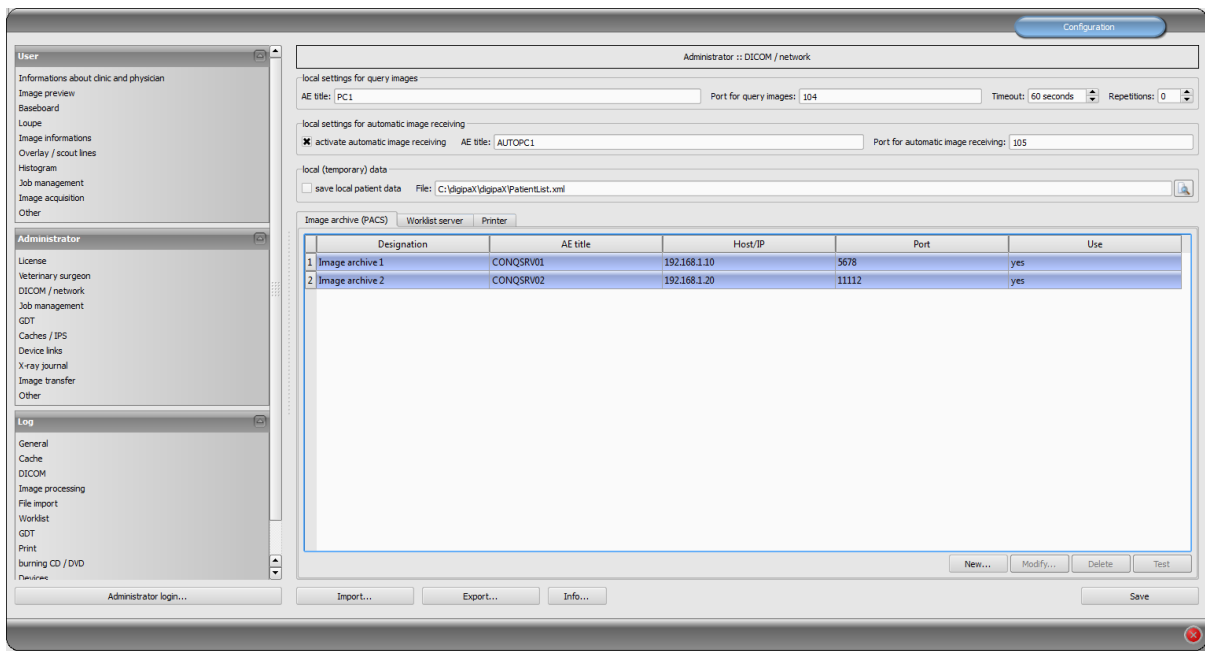 Configuration
User
Informations about clinic and physician
Image preview
Baseboard
Loupe
Image informations
Overlay / scout lines
Histogram
Job management
Image acquisition
Other
Administrator
License
Veterinary surgeon
DICOM / network
Job management
GDT
Caches / IPS
Device links
X-ray journal
Image transfer
Other
Log
General
Cache
DICOM
Image processing
File import
Worklist
GDT
Print
burning CD / DVD
Devices
Administrator login...
Administrator :: DICOM / network
local settings for query images
AE title: PC1 Port for query images: 104 Timeout: 60 seconds Repetitions: 0
local settings for automatic image receiving
activate automatic image receiving AE title: AUTOPC1 Port for automatic image receiving: 105
local (temporary) data
save local patient data File: C:\digipaX\digipaX\PatientList.xml
Image archive (PACS) Worklist server Printer
Designation AE title Host/IP Port Use
1 Image archive 1 CONQSRV01 192.168.1.10 5678 yes
2 Image archive 2 CONQSRV02 192.168.1.20 11112 yes
New... Modify... Delete Test
Import... Export... Info... Save